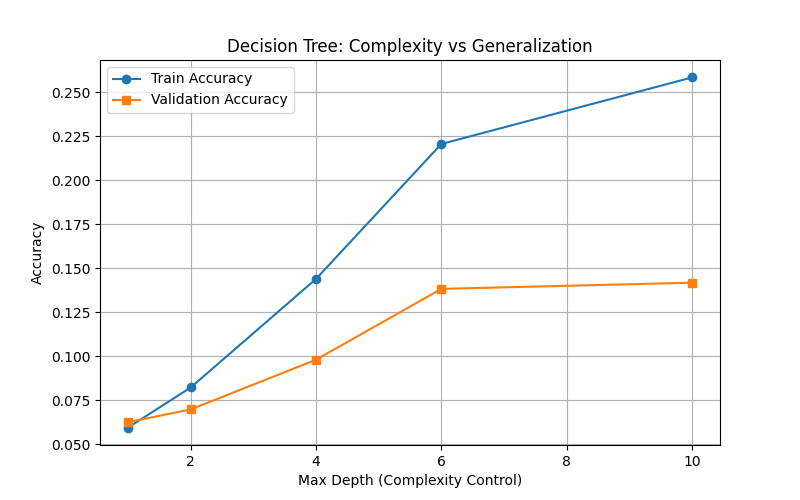 Decision Tree: Complexity vs Generalization
Train Accuracy
Validation Accuracy
0.250
0.225
0.200
0.175
0.150
0.125
0.100
0.075
0.050
Accuracy
2 4 6 8 10
Max Depth (Complexity Control)